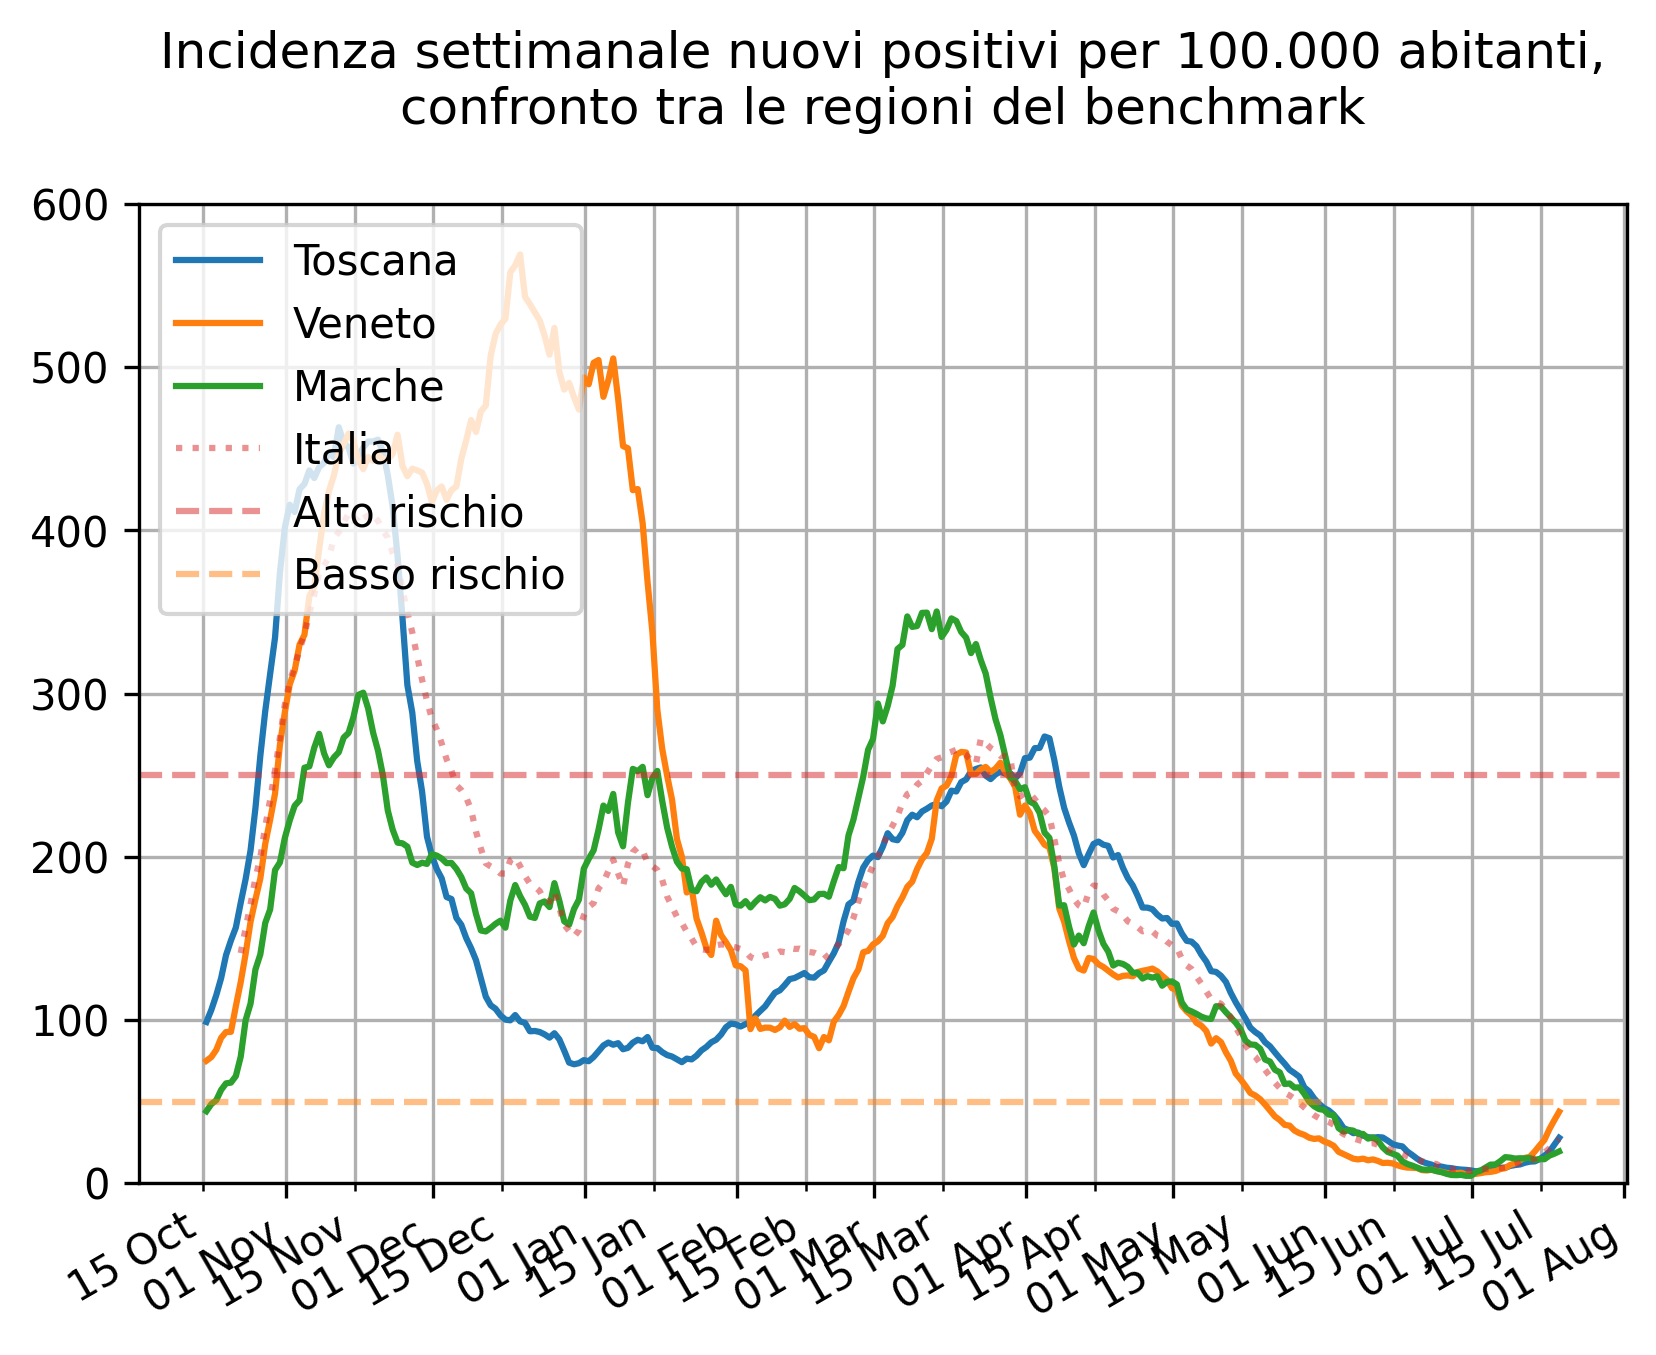 Incidenza settimanale nuovi positivi per 100.000 abitanti,
confronto tra le regioni del benchmark
600
500
400
300
200
100
0
Toscana
Veneto
Marche
Italia
Alto rischio
Basso rischio
15 Oct
01 Nov
15 Nov
01 Dec
15 Dec
01 Jan
15 Jan
01 Feb
15 Feb
01 Mar
15 Mar
01 Apr
15 Apr
01 May
15 May
01 Jun
15 Jun
01 Jul
15 Jul
01 Aug